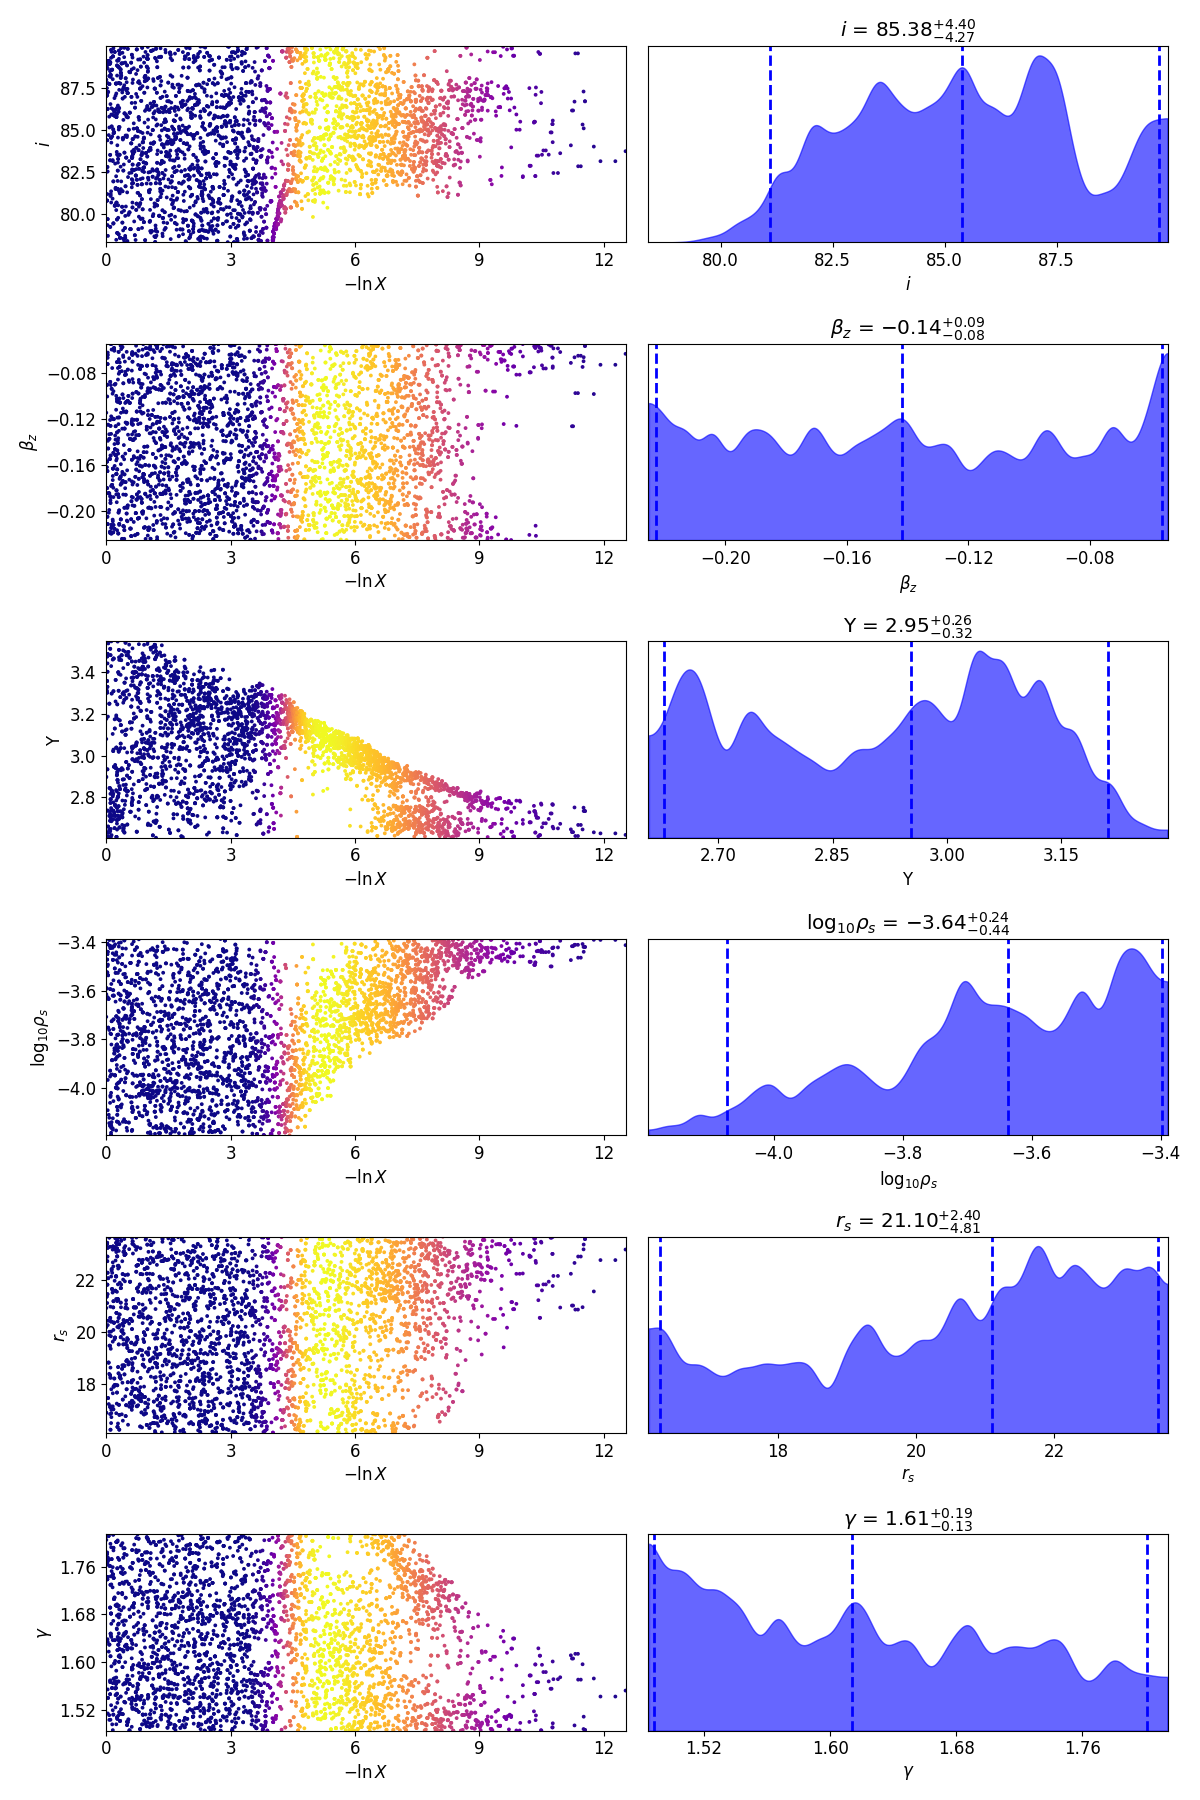 i = 85.38+4.40 −4.27
87.5
85.0
82.5
80.0
i
0 3 6 9 12
−ln X
80.0 82.5 85.0 87.5
i
βz = −0.14+0.09 −0.08
−0.08
−0.12
−0.16
−0.20
βz
0 3 6 9 12
−ln X
−0.20 −0.16 −0.12 −0.08
βz
Y = 2.95+0.26 −0.32
3.4
3.2
3.0
2.8
Y
0 3 6 9 12
−ln X
2.70 2.85 3.00 3.15
Y
log10ρs = −3.64+0.24 −0.44
−3.4
−3.6
−3.8
−4.0
log10ρs
0 3 6 9 12
−ln X
−4.0 −3.8 −3.6 −3.4
log10ρs
rs = 21.10+2.40 −4.81
22
20
18
rs
0 3 6 9 12
−ln X
18 20 22
rs
γ = 1.61+0.19 −0.13
1.76
1.68
1.60
1.52
γ
0 3 6 9 12
−ln X
1.52 1.60 1.68 1.76
γ